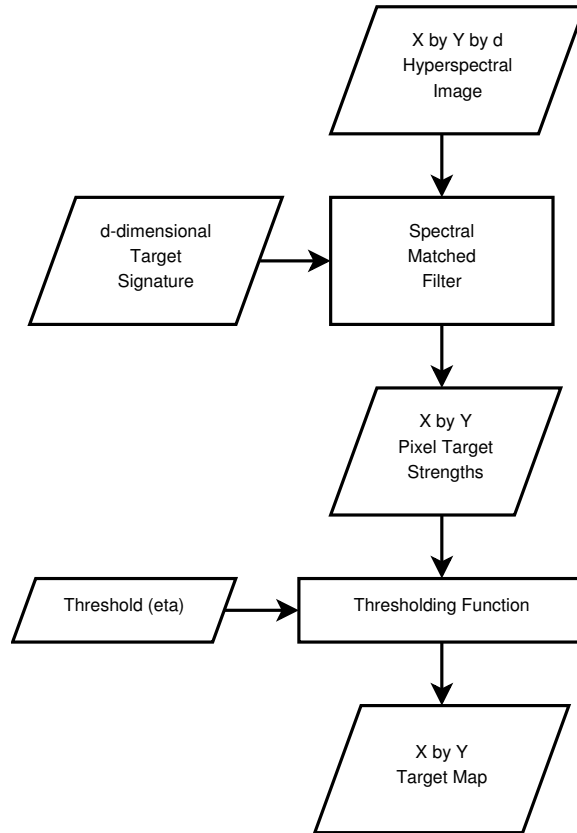 X by Y by d
Hyperspectral
Image
d-dimensional
Target
Signature
Spectral
Matched
Filter
X by Y
Pixel Target
Strengths
Threshold (eta)
Thresholding Function
X by Y
Target Map